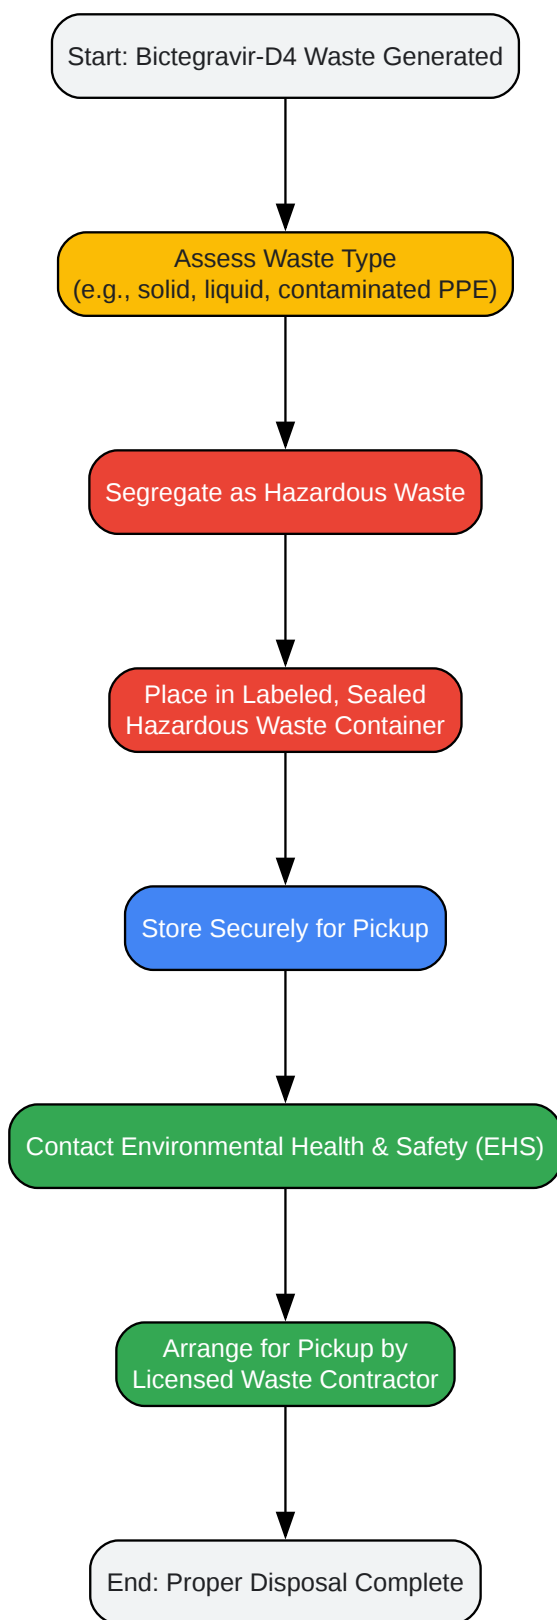 Start: Bictegravir-D4 Waste Generated
Assess Waste Type
(e.g., solid, liquid, contaminated PPE)
Segregate as Hazardous Waste
Place in Labeled, Sealed
Hazardous Waste Container
Store Securely for Pickup
Contact Environmental Health & Safety (EHS)
Arrange for Pickup by
Licensed Waste Contractor
End: Proper Disposal Complete